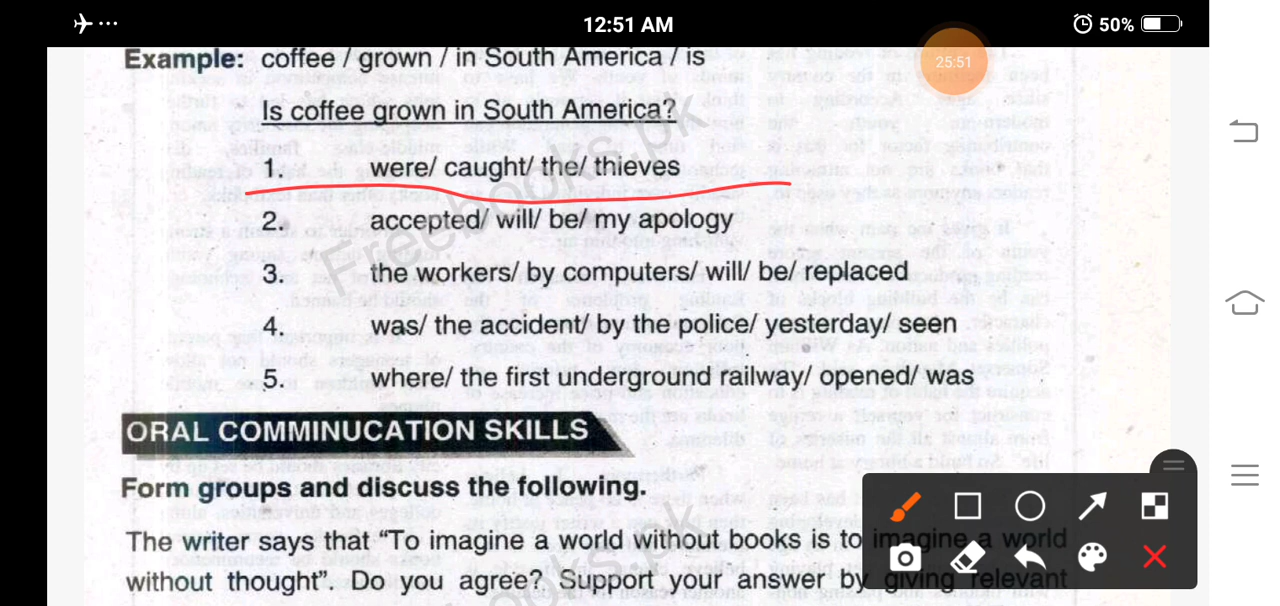 12:51 AM
50%
25:51
Example: coffee / grown / in South America / is
Is coffee grown in South America?
1. were/ caught/ the/ thieves
2. accepted/ will/ be/ my apology
3. the workers/ by computers/ will/ be/ replaced
4. was/ the accident/ by the police/ yesterday/ seen
5. where/ the first underground railway/ opened/ was
Freebooks.pk
ORAL COMMINUCATION SKILLS
Form groups and discuss the following.
The writer says that “To imagine a world without books is to imagine a world
without thought”. Do you agree? Support your answer by giving relevant
ooks.pk